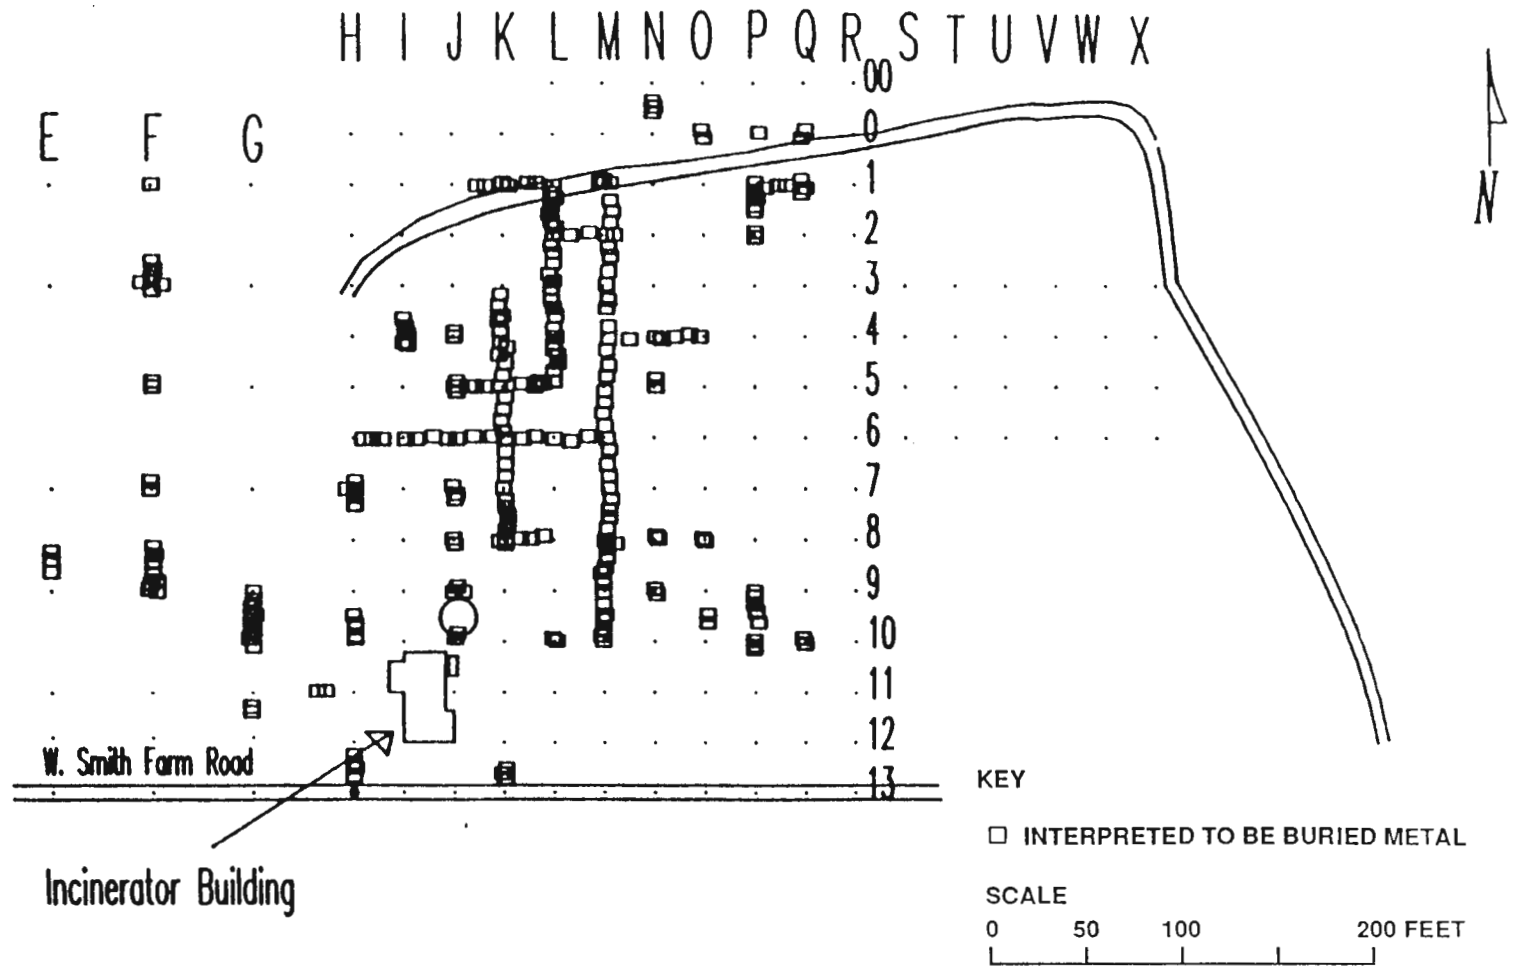 H I J K L M N O P Q R S T U V W X
00
E F G
0
1
2
3
4
5
6
7
8
9
10
11
12
W. Smith Farm Road
13
Incinerator Building
N
KEY
INTERPRETED TO BE BURIED METAL
SCALE
0 50 100 200 FEET